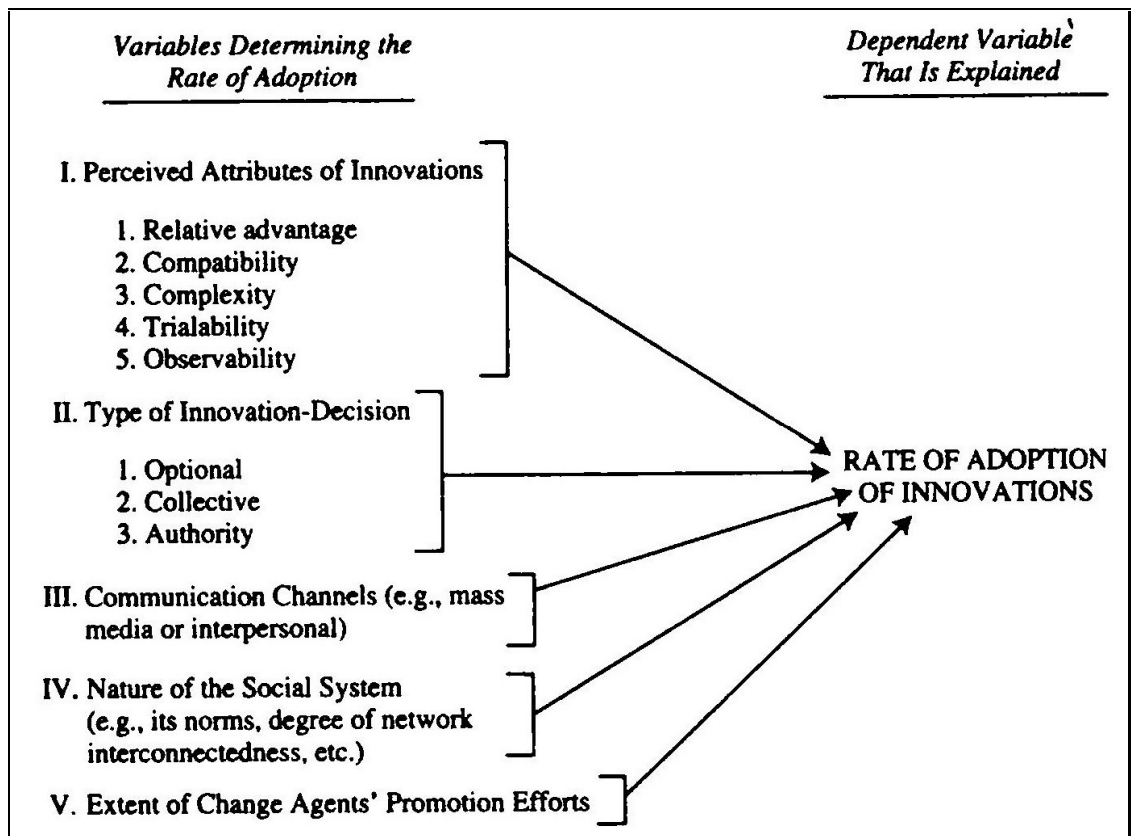 Variables Determining the
Rate of Adoption
Dependent Variable
That Is Explained
I. Perceived Attributes of Innovations
1. Relative advantage
2. Compatibility
3. Complexity
4. Trialability
5. Observability
II. Type of Innovation-Decision
1. Optional
2. Collective
3. Authority
III. Communication Channels (e.g., mass
media or interpersonal)
IV. Nature of the Social System
(e.g., its norms, degree of network
interconnectedness, etc.)
V. Extent of Change Agents' Promotion Efforts
RATE OF ADOPTION
OF INNOVATIONS